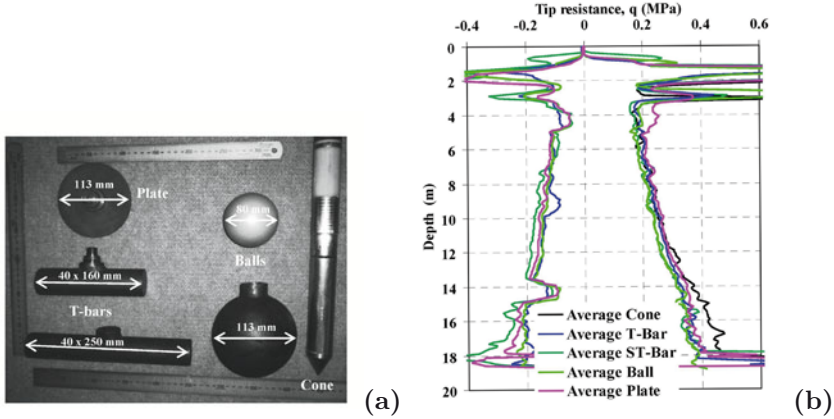 113 mm
Plate
80 mm
Balls
40 x 160 mm
T-bars
113 mm
40 x 250 mm
Cone
(a)
Tip resistance, q (MPa)
-0.4 -0.2 0 0.2 0.4 0.6
Depth (m)
0
2
4
6
8
10
12
14
16
18
20
Average Cone
Average T-Bar
Average ST-Bar
Average Ball
Average Plate
(b)